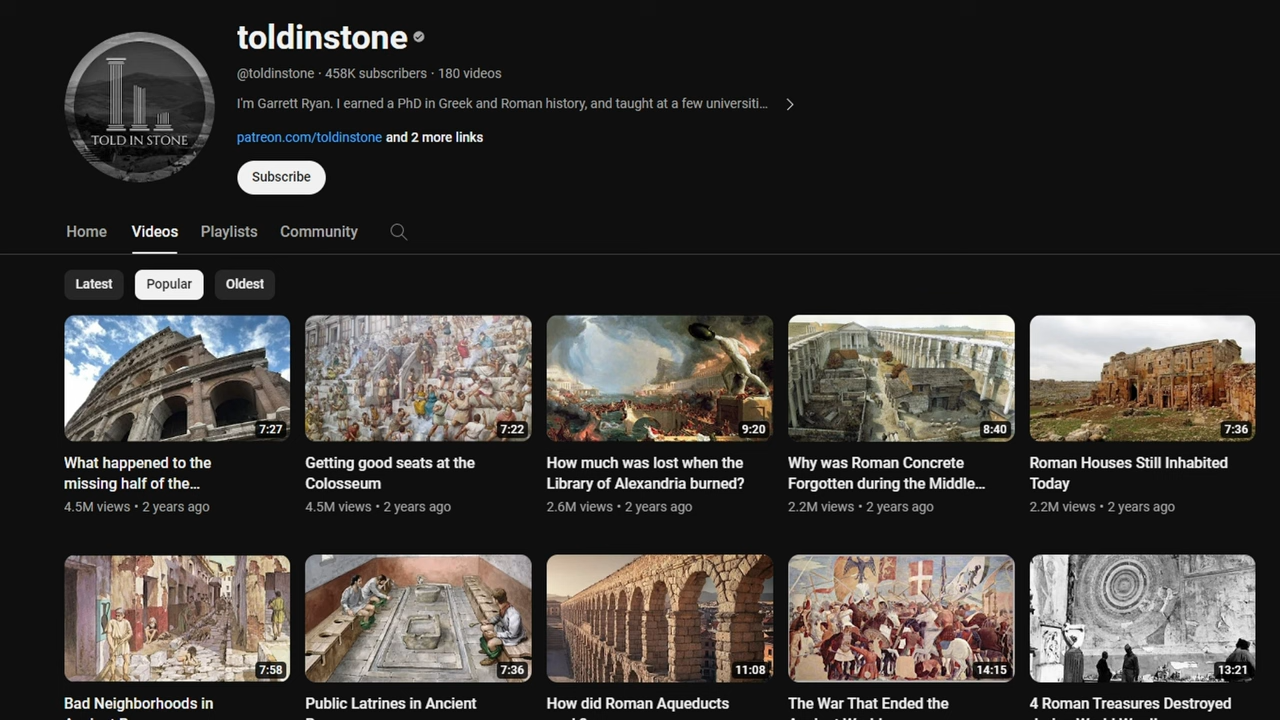 toldinstone
@toldinstone · 458K subscribers · 180 videos
I'm Garrett Ryan. I earned a PhD in Greek and Roman history, and taught at a few universiti...
patreon.com/toldinstone and 2 more links
TOLD IN STONE
Subscribe
Home Videos Playlists Community
Latest Popular Oldest
7:27 7:22 9:20 8:40 7:36
What happened to the
missing half of the...
4.5M views • 2 years ago
Getting good seats at the
Colosseum
4.5M views • 2 years ago
How much was lost when the
Library of Alexandria burned?
2.6M views • 2 years ago
Why was Roman Concrete
Forgotten during the Middle...
2.2M views • 2 years ago
Roman Houses Still Inhabited
Today
2.2M views • 2 years ago
7:58 7:36 11:08 14:15 13:21
Bad Neighborhoods in
Public Latrines in Ancient
How did Roman Aqueducts
The War That Ended the
4 Roman Treasures Destroyed